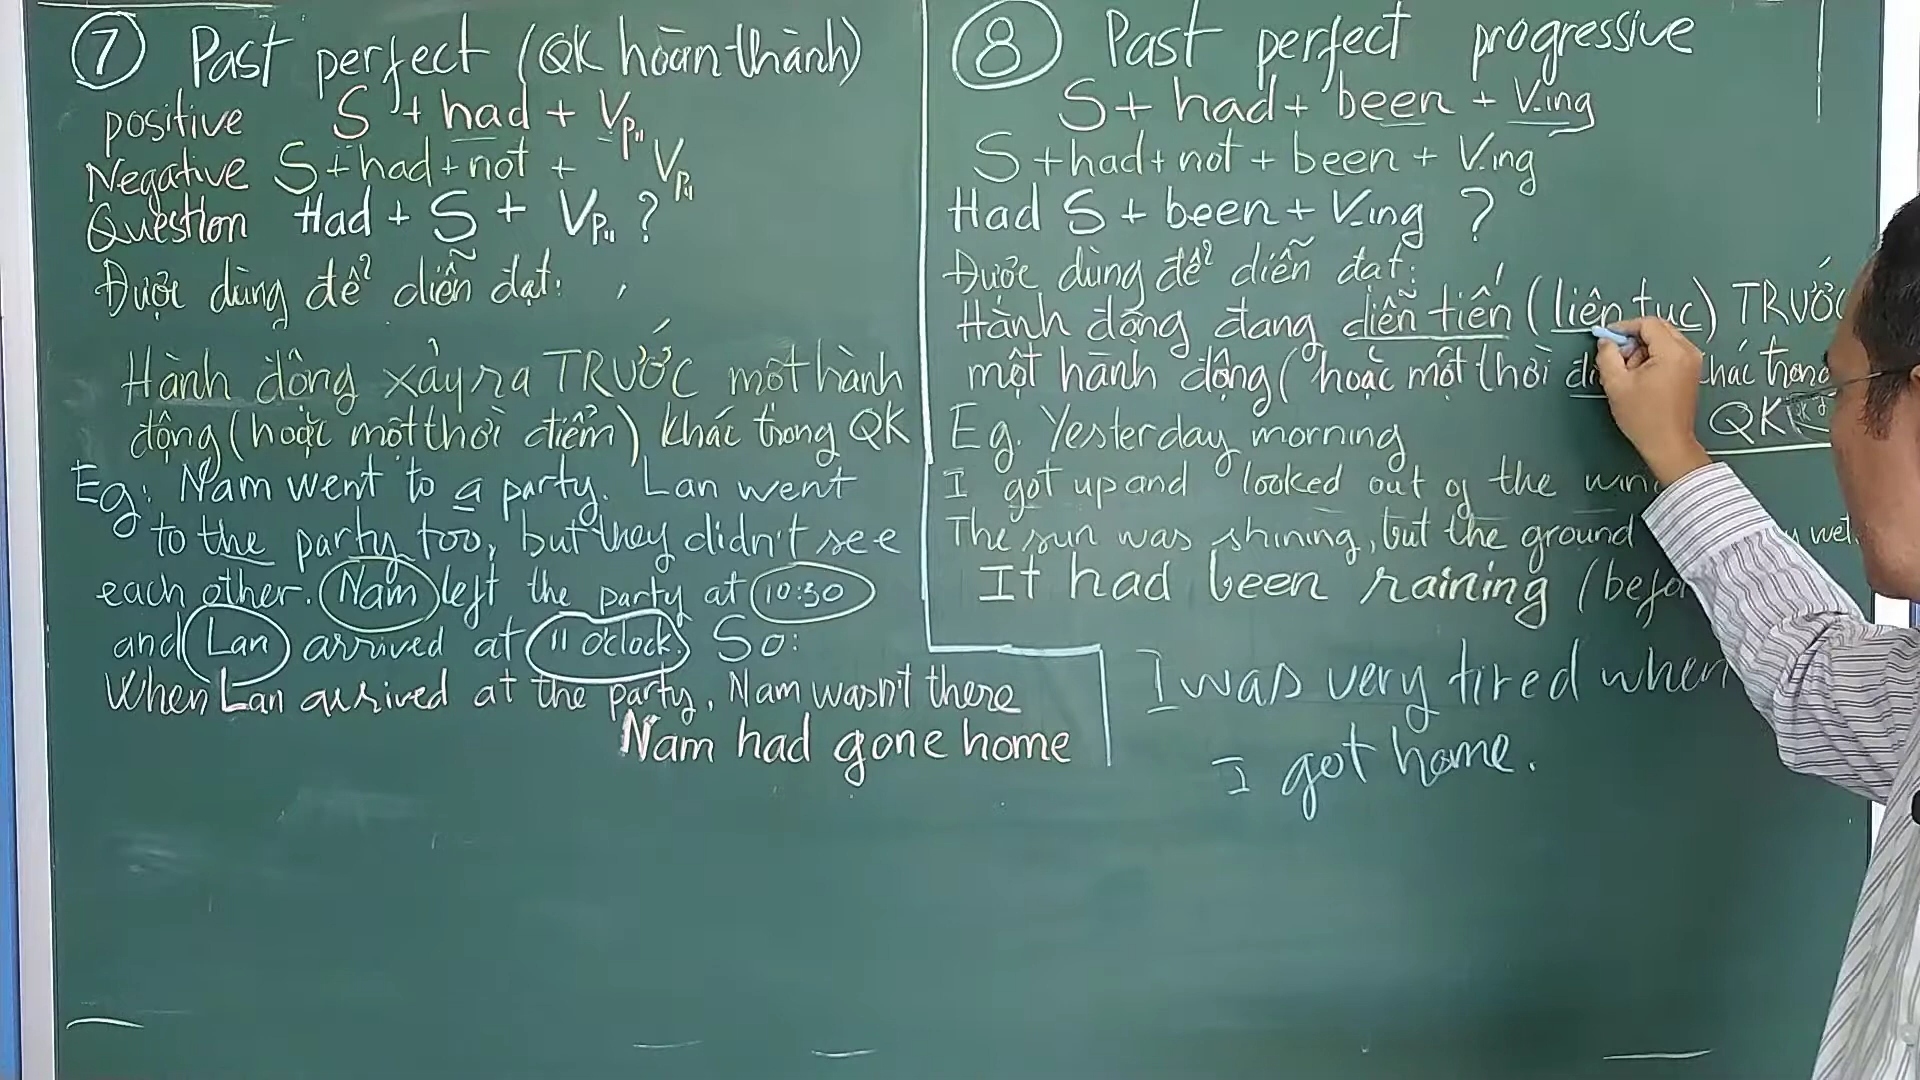 7 Past perfect (QK hoàn thành)
positive S + had + Vpii
Negative S + had + not + Vpii
Question Had + S + Vpii ?
Được dùng để diễn đạt:
Hành động xảy ra TRƯỚC một hành
động (hoặc một thời điểm) khác trong QK
Eg: Nam went to a party. Lan went
to the party too, but they didn't see
each other. Nam left the party at 10:30
and Lan arrived at 11 o'clock. So:
When Lan arrived at the party, Nam wasn't there
Nam had gone home
8 Past perfect progressive
S + had + been + V-ing
S + had + not + been + V-ing
Had S + been + V-ing ?
Được dùng để diễn đạt:
Hành động đang diễn tiến (liên tục) TRƯỚC
một hành động (hoặc một thời khác trong
QK
Eg. Yesterday morning
I got up and looked out of the
The sun was shining, but the ground wet.
It had been raining
I was very tired when
I got home.